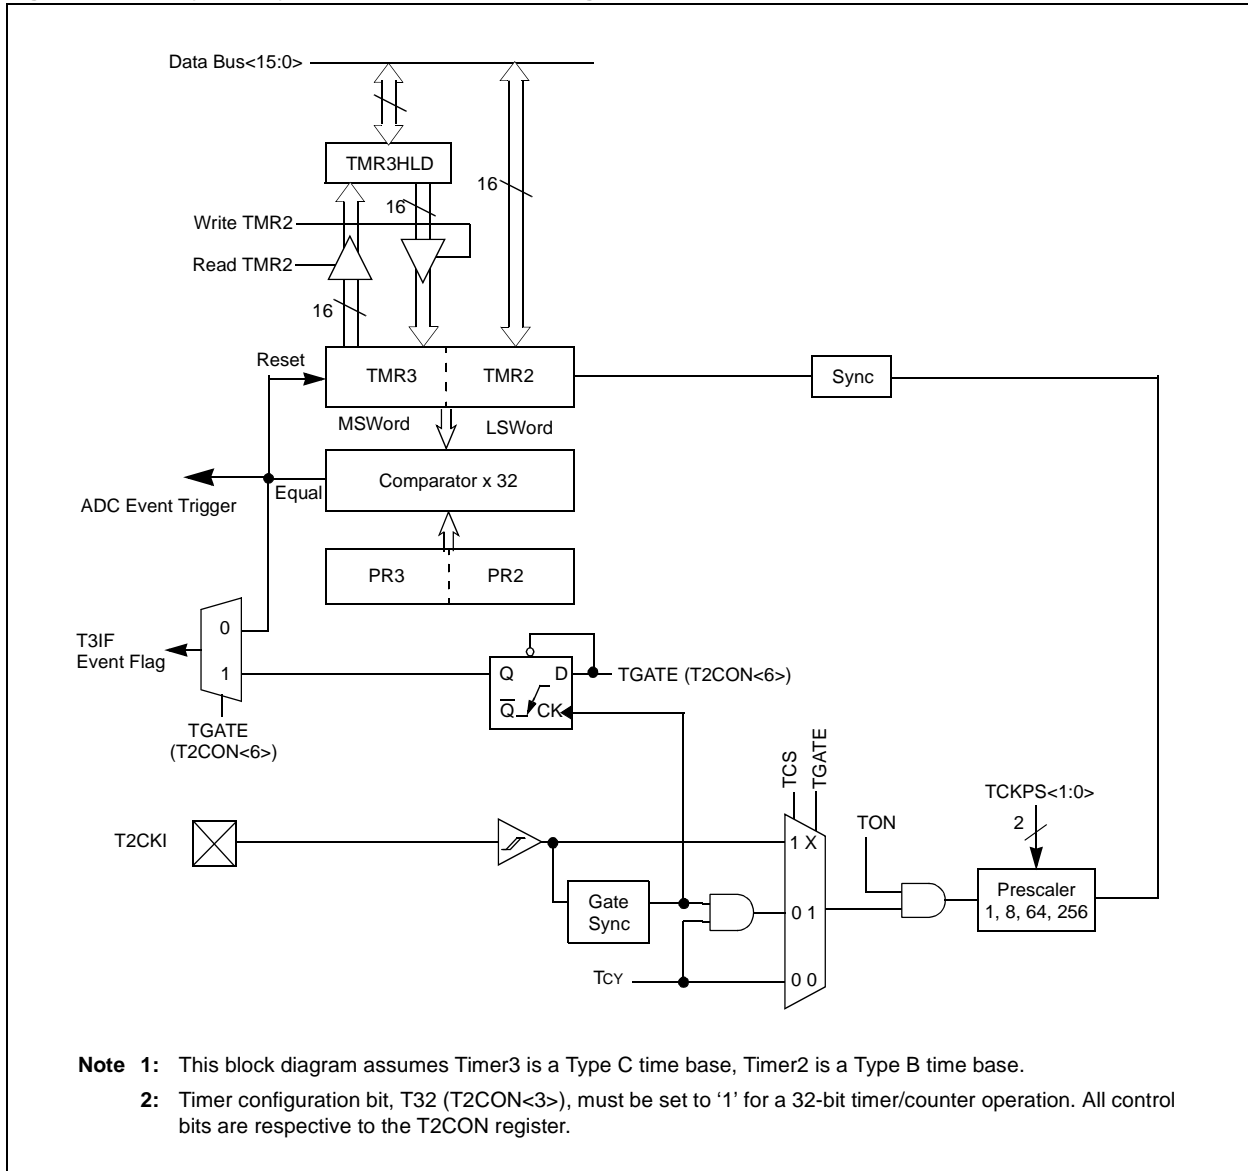 Data Bus<15:0>
TMR3HLD
16
16
Write TMR2
Read TMR2
16
Reset
TMR3
TMR2
Sync
MSWord
LSWord
Equal
Comparator x 32
ADC Event Trigger
PR3
PR2
0
1
T3IF
Event Flag
TGATE
(T2CON<6>)
Q
D
Q
CK
TGATE (T2CON<6>)
TCS
TGATE
TCKPS<1:0>
2
TON
T2CKI
1 X
Gate
Sync
0 1
Prescaler
1, 8, 64, 256
TCY
0 0
Note 1: This block diagram assumes Timer3 is a Type C time base, Timer2 is a Type B time base.
2: Timer configuration bit, T32 (T2CON<3>), must be set to ‘1’ for a 32-bit timer/counter operation. All control
bits are respective to the T2CON register.